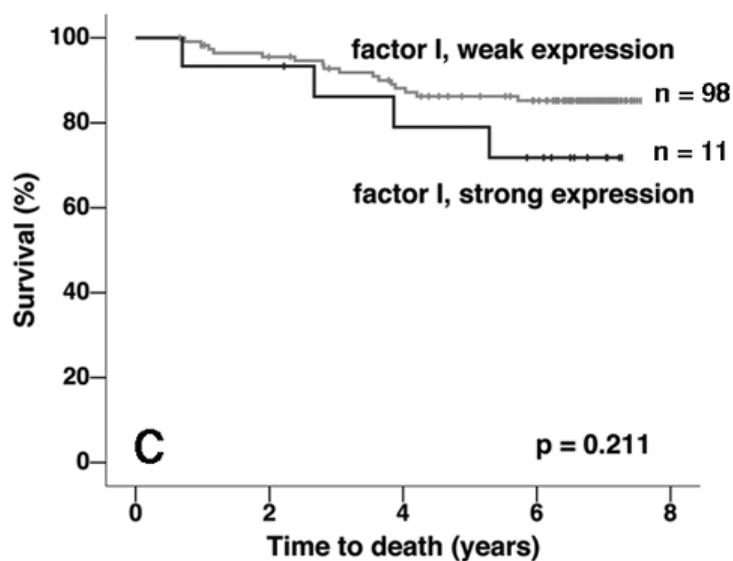 100
80
60
40
20
0
Survival (%)
factor I, weak expression
n = 98
n = 11
factor I, strong expression
C
p = 0.211
0 2 4 6 8
Time to death (years)